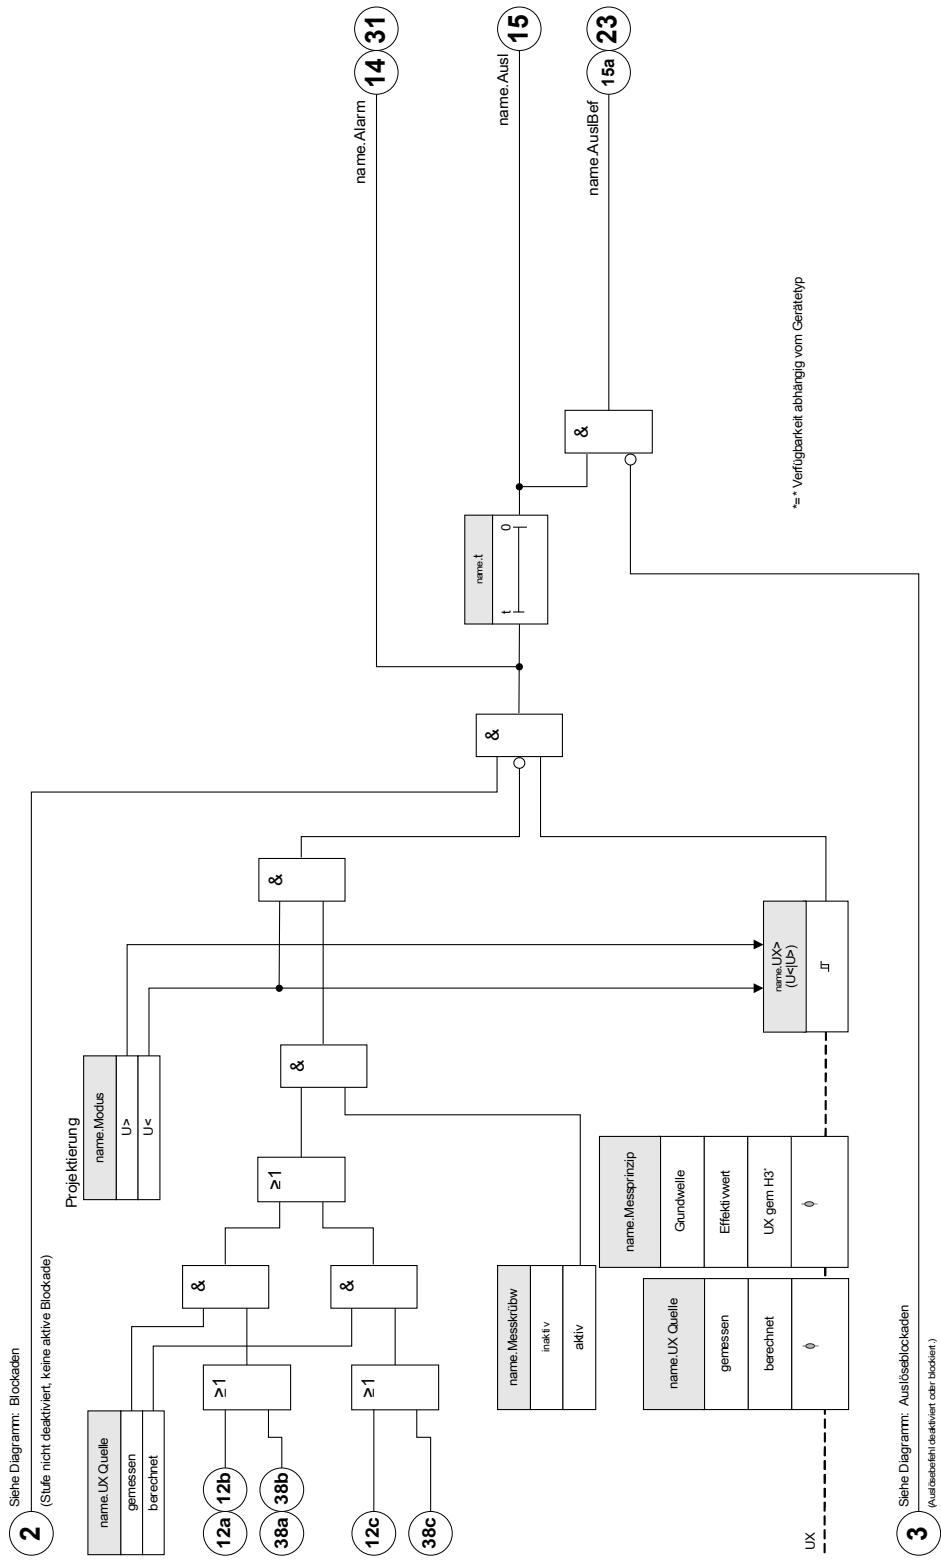 2
Siehe Diagramm: Blockaden
(Stufe nicht deaktiviert, keine aktive Blockade)
Projektierung
name.Modus
U>
U<
name.UX Quelle
gemessen
berechnet
12a
12b
38a
38b
12c
38c
≥1
≥1
&
&
≥1
&
&
name.Messkrübw
inaktiv
aktiv
name.UX Quelle
gemessen
berechnet
ϕ
name.Messprinzip
Grundwelle
Effektivwert
UX gem H3*
ϕ
UX
name.UX>
(U<|U>)
&
name.t
t
0
&
name.Alarm
14
31
name.Ausl
15
name.AuslBef
15a
23
*=* Verfügbarkeit abhängig vom Gerätetyp
3
Siehe Diagramm: Auslöseblockaden
(Auslösebefehl deaktiviert oder blockiert.)